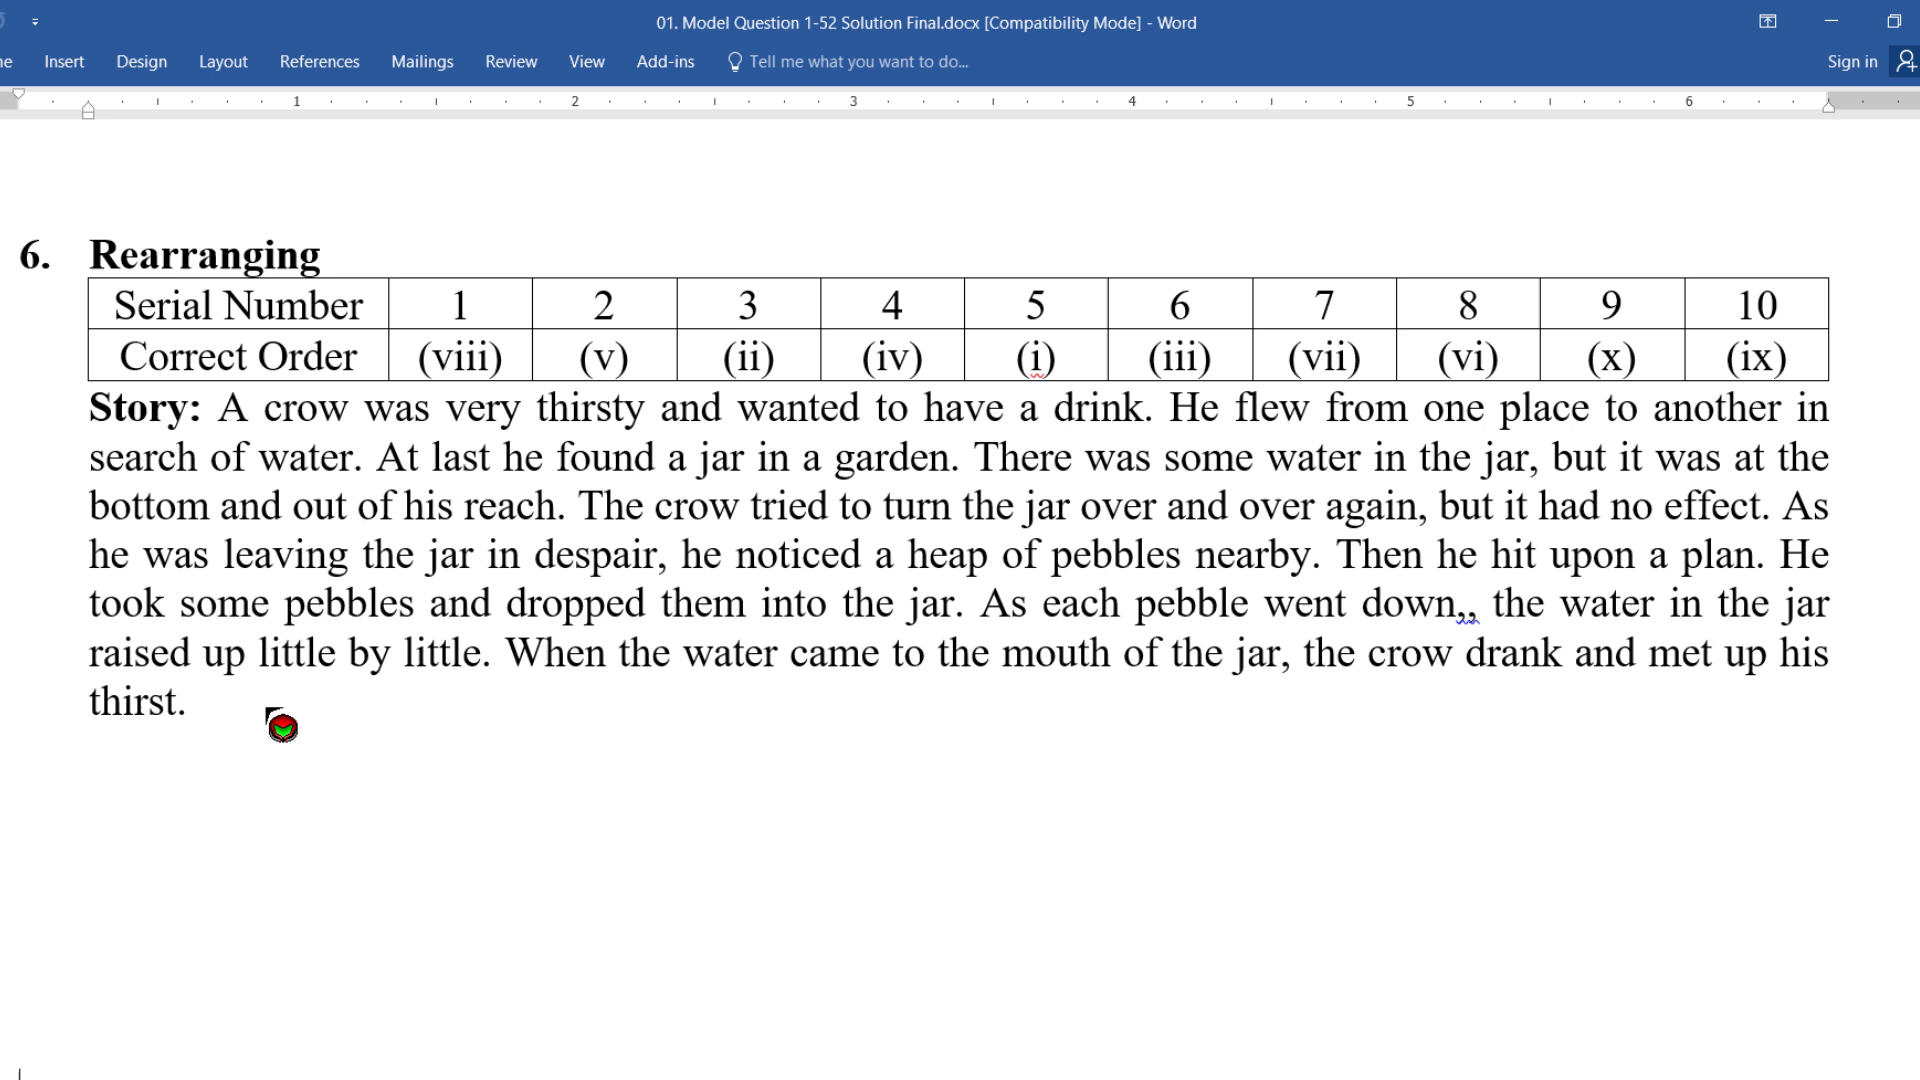 01. Model Question 1-52 Solution Final.docx [Compatibility Mode] - Word
Insert Design Layout References Mailings Review View Add-ins Tell me what you want to do... Sign in
1 2 3 4 5 6
6. Rearranging
Serial Number 1 2 3 4 5 6 7 8 9 10
Correct Order (viii) (v) (ii) (iv) (i) (iii) (vii) (vi) (x) (ix)
Story: A crow was very thirsty and wanted to have a drink. He flew from one place to another in
search of water. At last he found a jar in a garden. There was some water in the jar, but it was at the
bottom and out of his reach. The crow tried to turn the jar over and over again, but it had no effect. As
he was leaving the jar in despair, he noticed a heap of pebbles nearby. Then he hit upon a plan. He
took some pebbles and dropped them into the jar. As each pebble went down,, the water in the jar
raised up little by little. When the water came to the mouth of the jar, the crow drank and met up his
thirst.